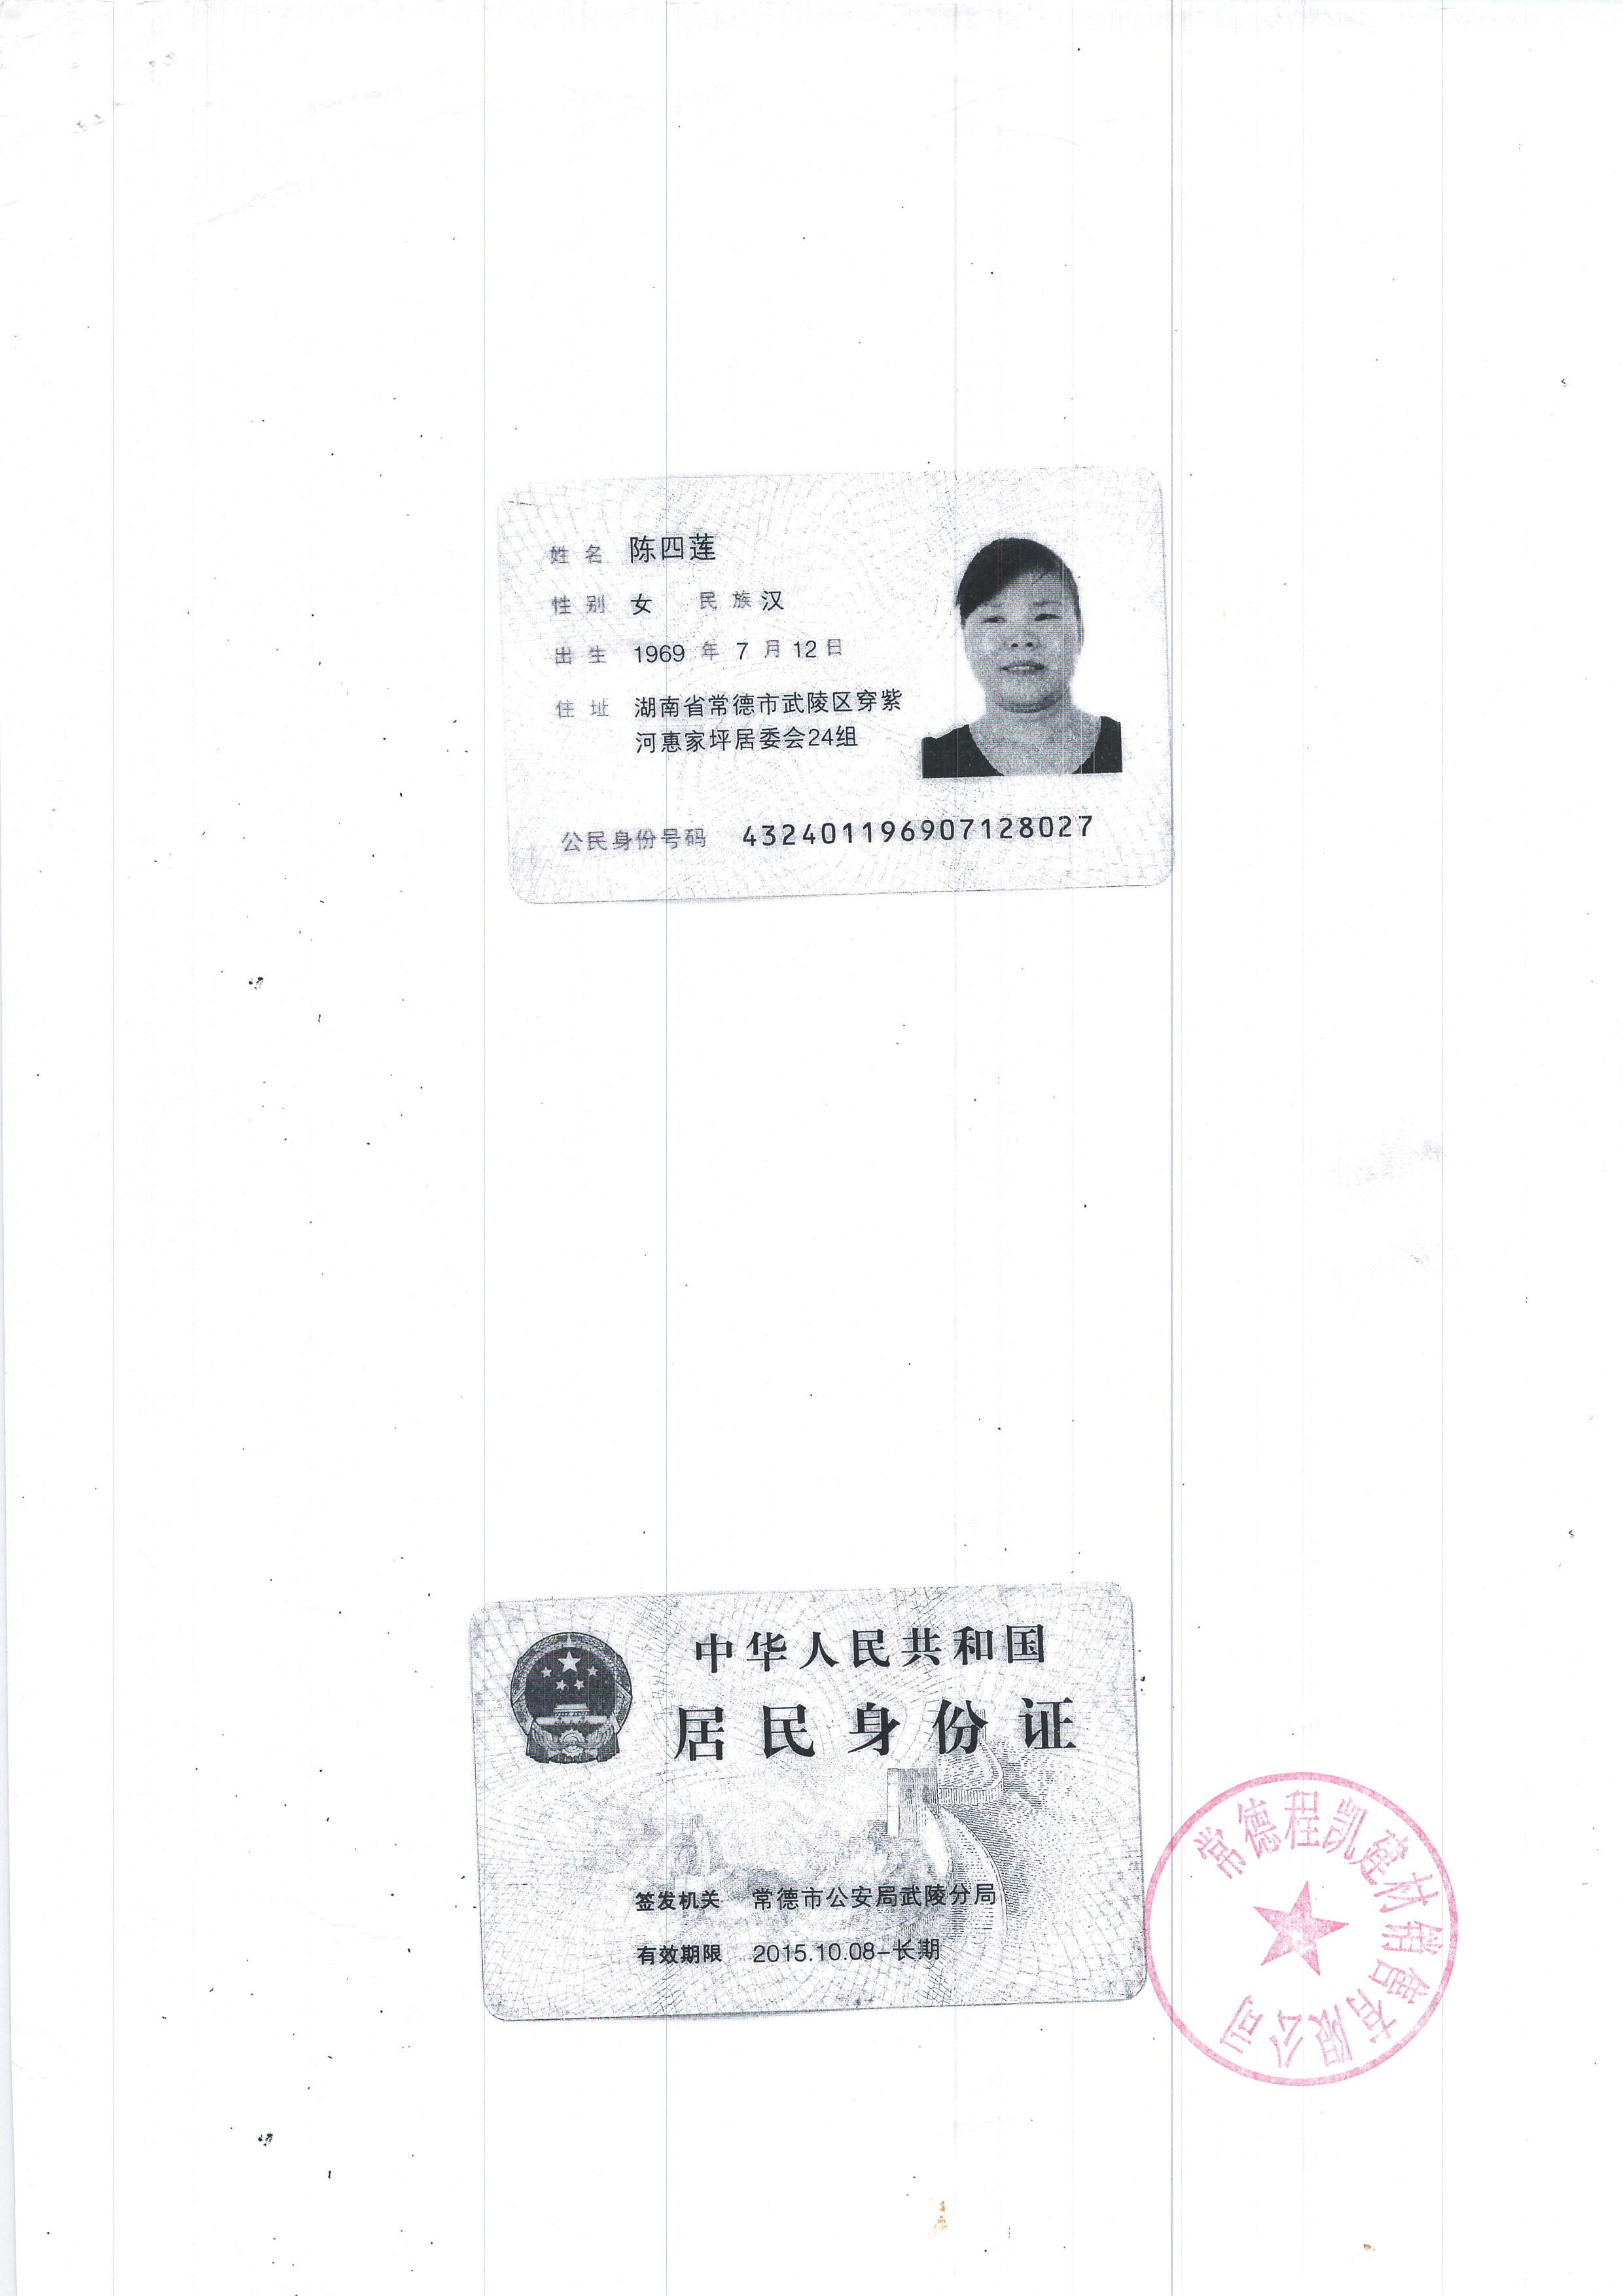 姓名 陈四莲
性别 女 民族 汉
出生 1969 年 7 月 12 日
住址 湖南省常德市武陵区穿紫
河惠家坪居委会24组
公民身份号码 432401196907128027
中华人民共和国
居民身份证
签发机关 常德市公安局武陵分局
有效期限 2015.10.08-长期
常德程凯建材销售有限公司